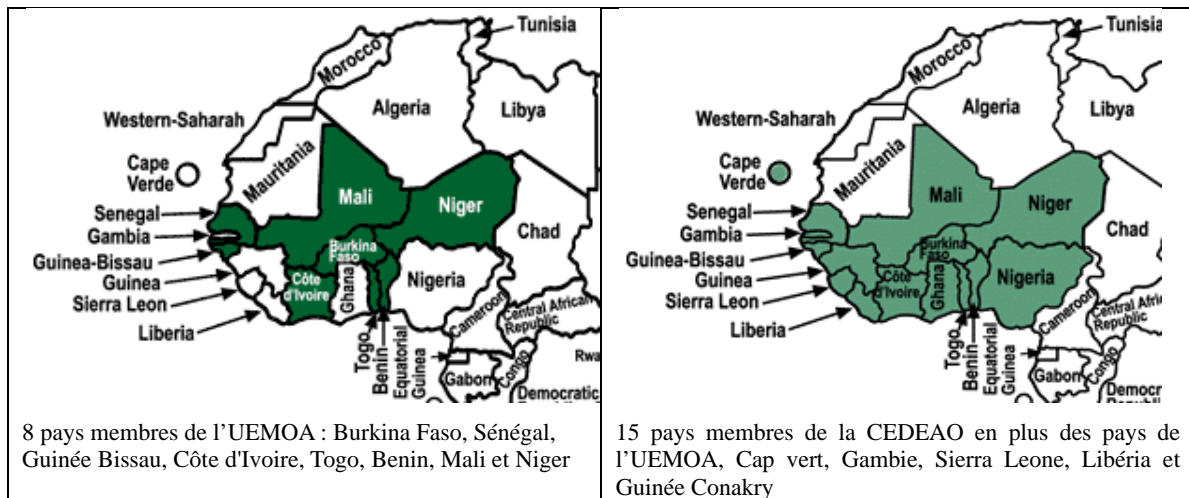 Tunisia
Morocco
Algeria
Libya
Western-Saharah
Cape
Verde
Mauritania
Mali
Niger
Senegal
Gambia
Chad
Guinea-Bissau
Burkina
Faso
Guinea
Côte
d'Ivoire
Ghana
Nigeria
Sierra Leon
Liberia
Cameroon
Central African
Republic
Togo
Benin
Equatorial
Guinea
Gabon
Congo
Rwa
Democratic
8 pays membres de l’UEMOA : Burkina Faso, Sénégal,
Guinée Bissau, Côte d'Ivoire, Togo, Benin, Mali et Niger
Tunisia
Morocco
Algeria
Libya
Western-Saharah
Cape
Verde
Mauritania
Mali
Niger
Senegal
Gambia
Chad
Guinea-Bissau
Burkina
Faso
Guinea
Côte
d'Ivoire
Ghana
Nigeria
Sierra Leon
Liberia
Cameroon
Central Afric
Republic
Togo
Benin
Equatorial
Guinea
Gabon
Congo
Democr
15 pays membres de la CEDEAO en plus des pays de
l’UEMOA, Cap vert, Gambie, Sierra Leone, Libéria et
Guinée Conakry